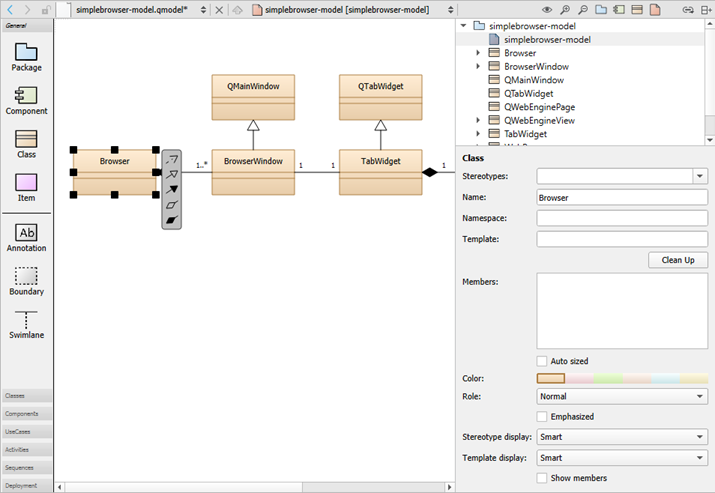 simplebrowser-model.qmodel*
simplebrowser-model [simplebrowser-model]
General
Package
Component
Class
Item
Ab
Annotation
Boundary
Swimlane
Classes
Components
UseCases
Activities
Sequences
Deployment
QMainWindow
QTabWidget
Browser
1..*
BrowserWindow
1
1
TabWidget
1
simplebrowser-model
simplebrowser-model
Browser
BrowserWindow
QMainWindow
QTabWidget
QWebEnginePage
QWebEngineView
TabWidget
Class
Stereotypes:
Name: Browser
Namespace:
Template:
Clean Up
Members:
Auto sized
Color:
Role: Normal
Emphasized
Stereotype display: Smart
Template display: Smart
Show members